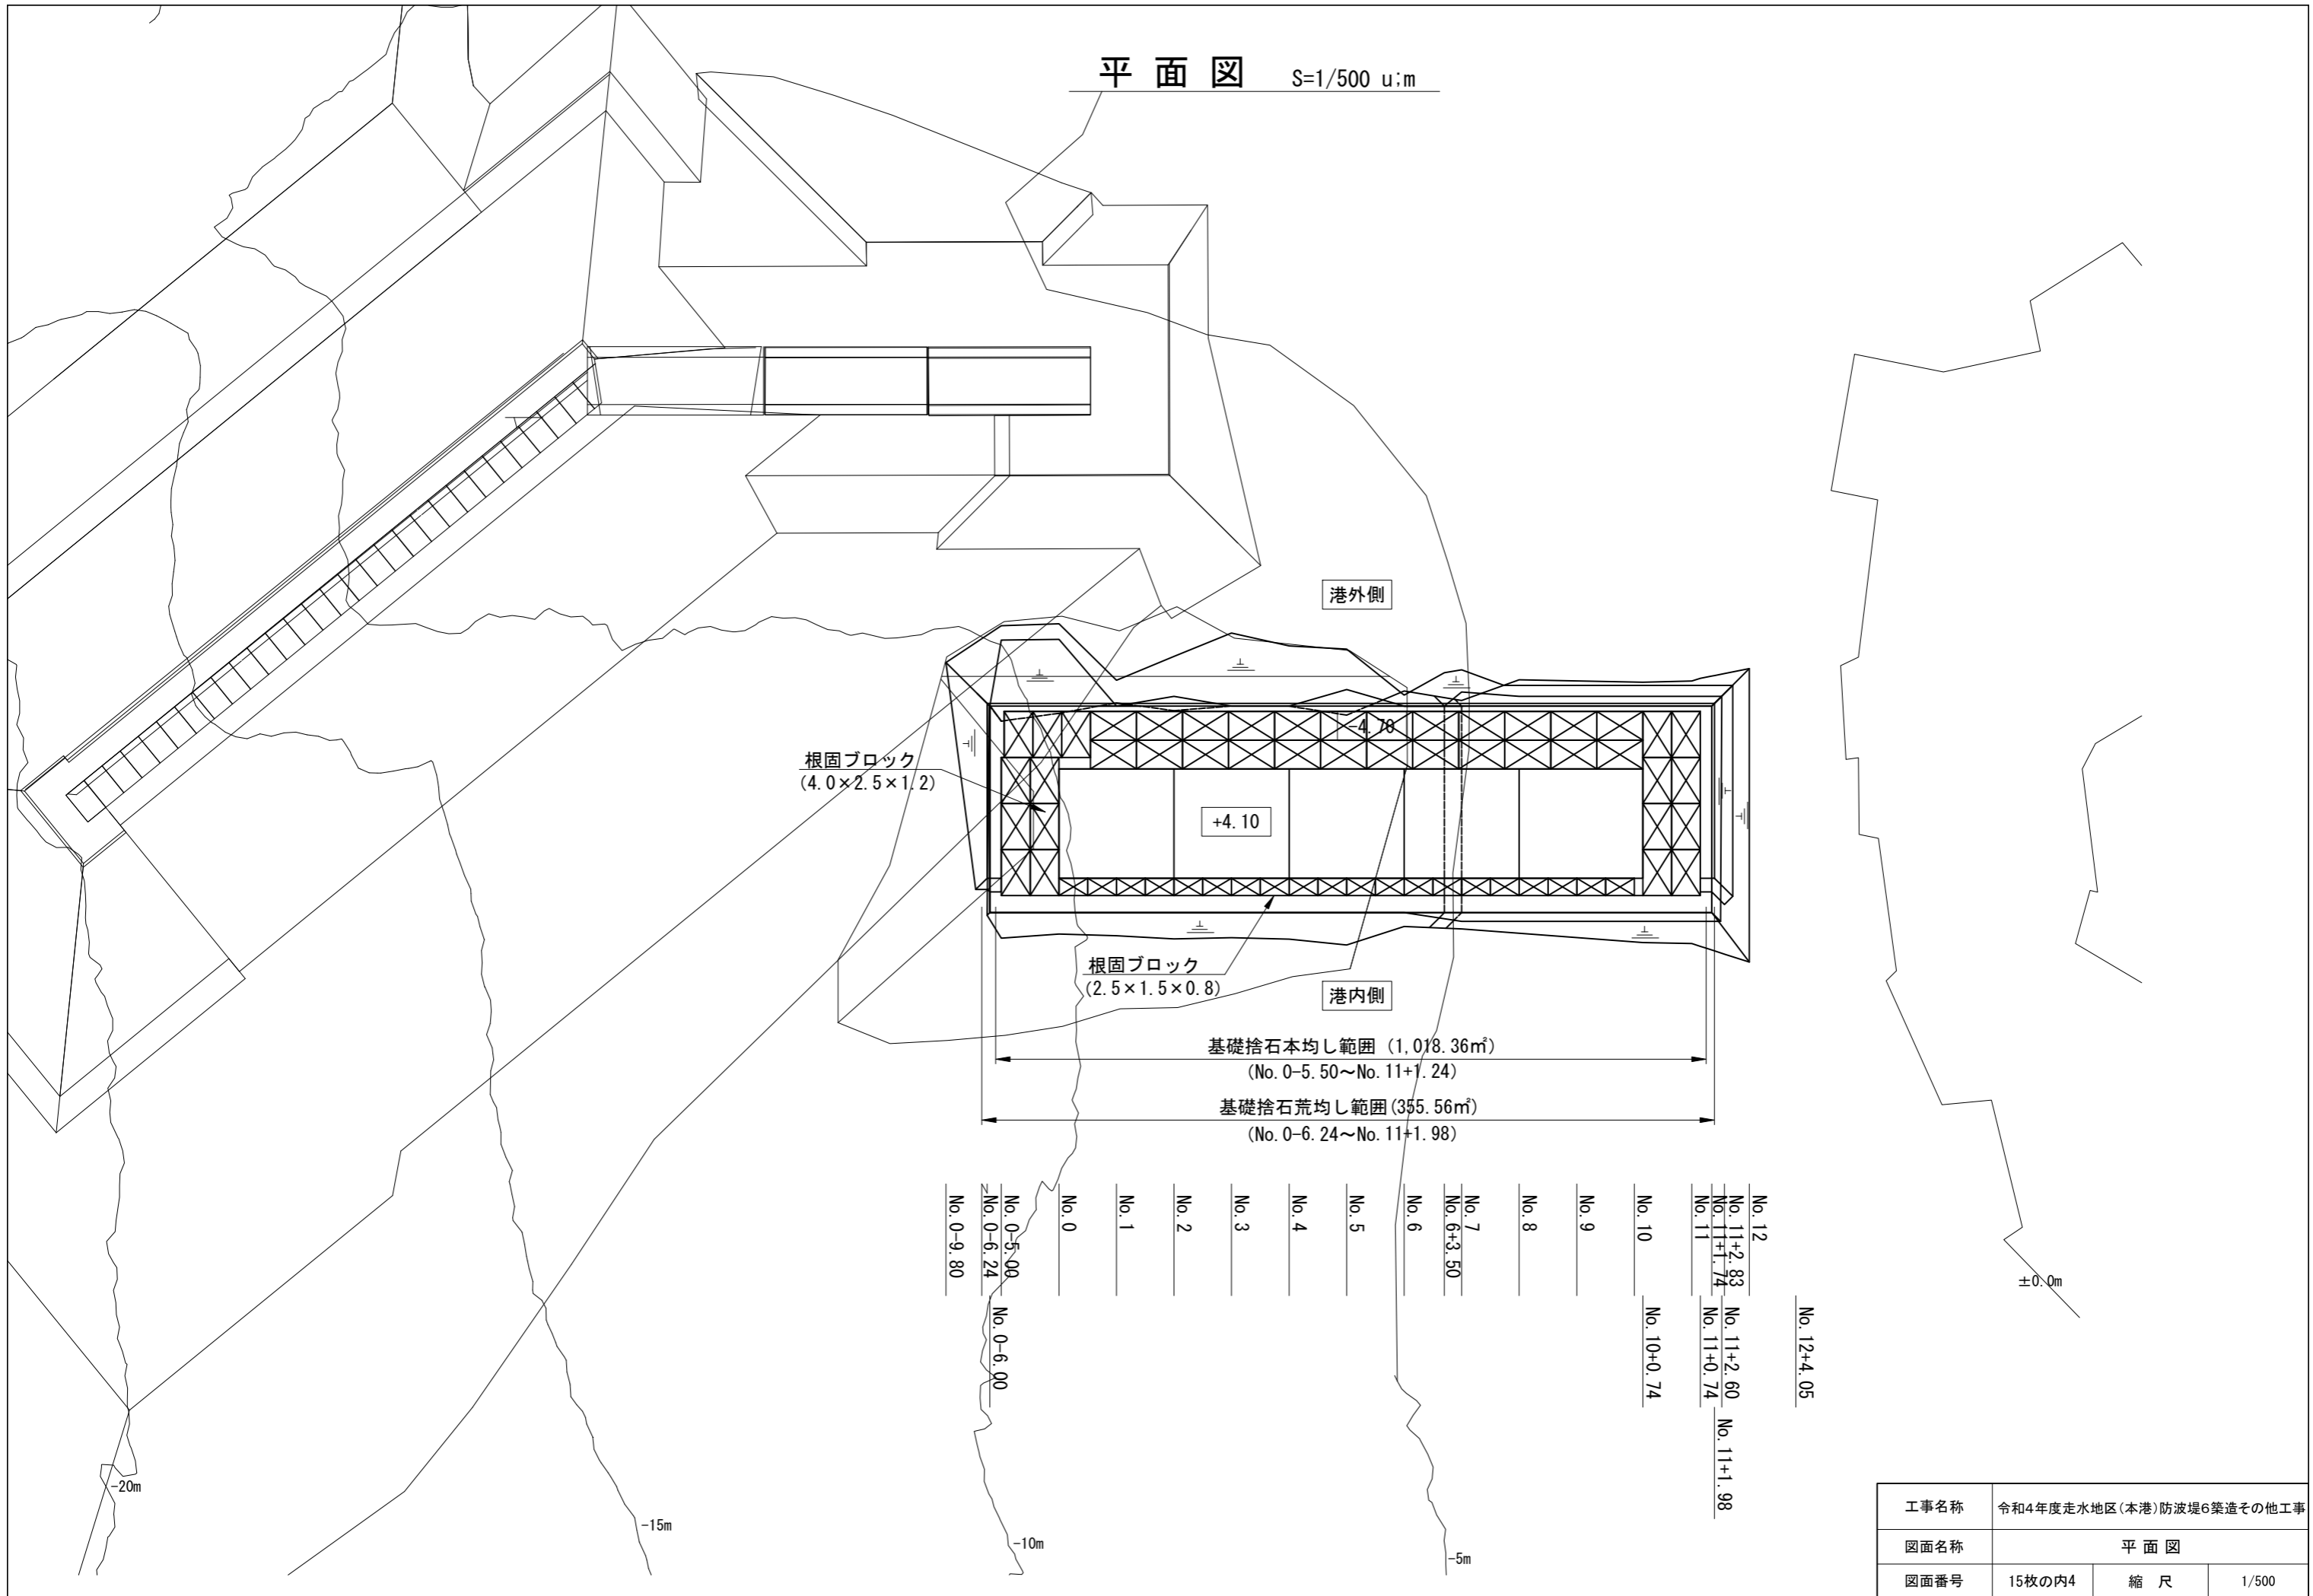 平面図 S=1/500 u;m
港外側
-4.70
根固ブロック
(4.0×2.5×1.2)
+4.10
根固ブロック
(2.5×1.5×0.8)
港内側
基礎捨石本均し範囲 (1,018.36㎡)
(No.0-5.50～No.11+1.24)
基礎捨石荒均し範囲(355.56㎡)
(No.0-6.24～No.11+1.98)
No.0-9.80
No.0-6.24
No.0-5.00
No.0
No.1
No.2
No.3
No.4
No.5
No.6
No.6+3.50
No.7
No.8
No.9
No.10
No.11
No.11+1.74
No.11+2.83
No.12
No.0-6.00
No.10+0.74
No.11+0.74
No.11+2.60
No.12+4.05
No.11+1.98
±0.0m
-20m
-15m
-10m
-5m
工事名称 令和4年度走水地区(本港)防波堤6築造その他工事
図面名称 平面図
図面番号 15枚の内4 縮尺 1/500